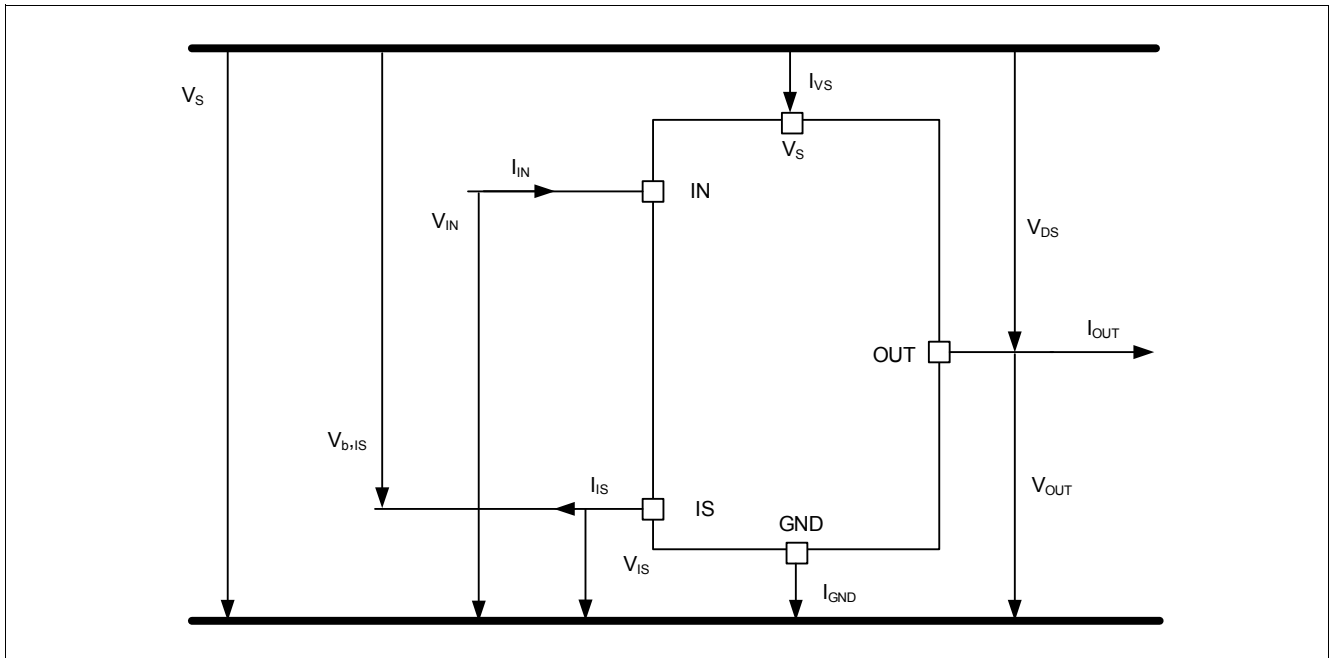 V_S
I_VS
V_S
I_IN
IN
V_IN
V_DS
I_OUT
OUT
V_b,IS
I_IS
IS
V_OUT
GND
V_IS
I_GND